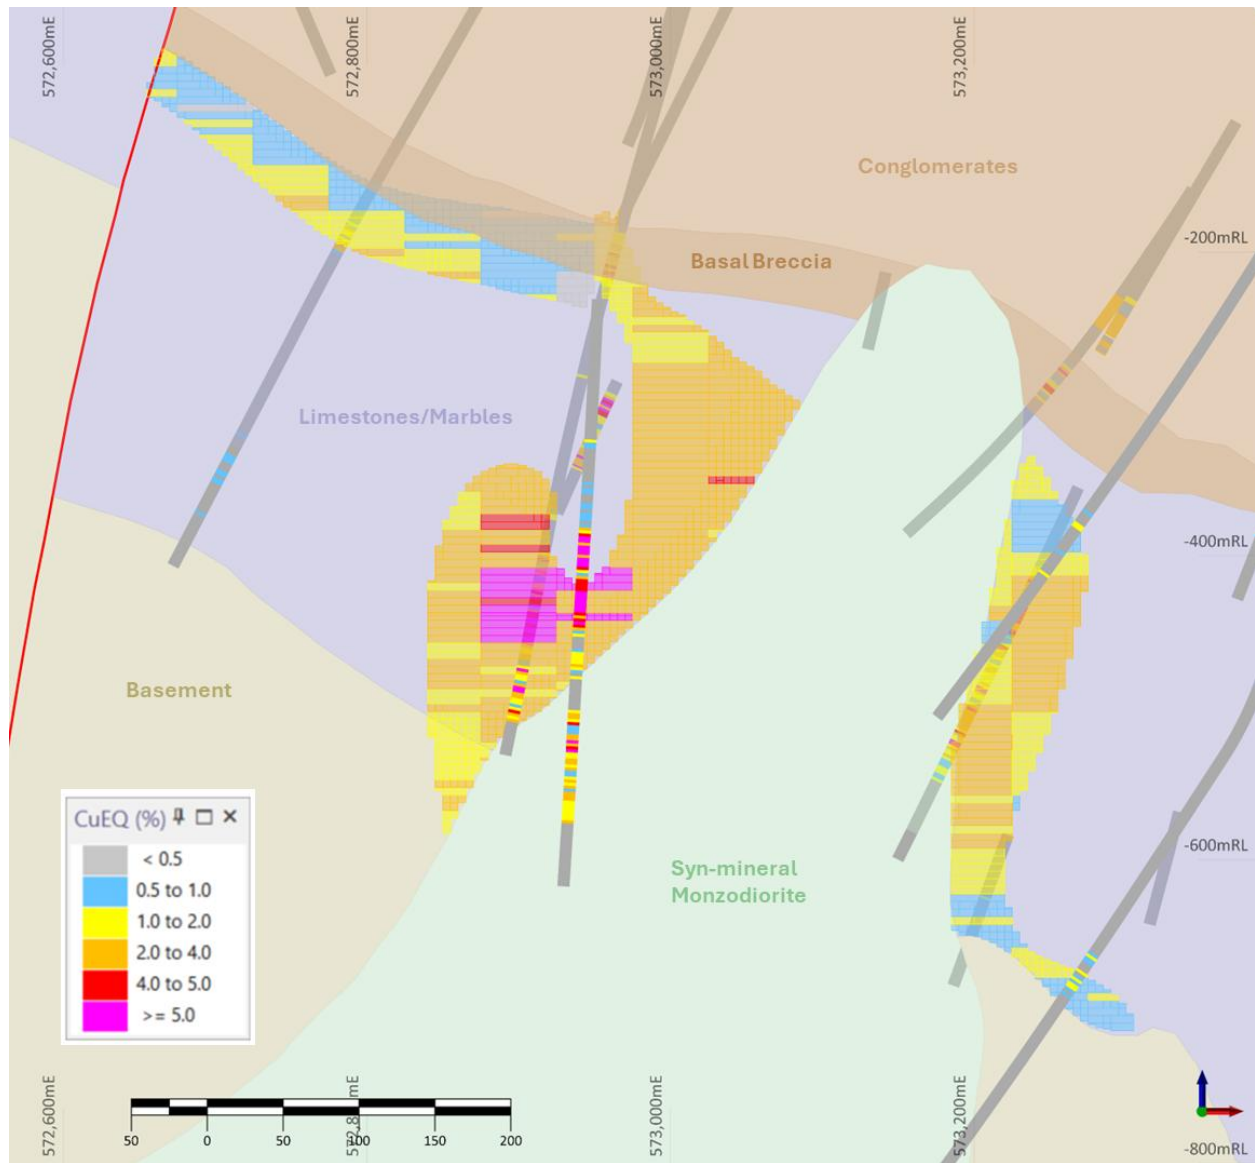 572,600mE
572,800mE
573,000mE
573,200mE
Conglomerates
-200mRL
Basal Breccia
Limestones/Marbles
-400mRL
Basement
CuEQ (%)
< 0.5
0.5 to 1.0
1.0 to 2.0
2.0 to 4.0
4.0 to 5.0
>= 5.0
-600mRL
Syn-mineral
Monzodiorite
572,600mE
572,800mE
573,000mE
573,200mE
50 0 50 100 150 200
-800mRL